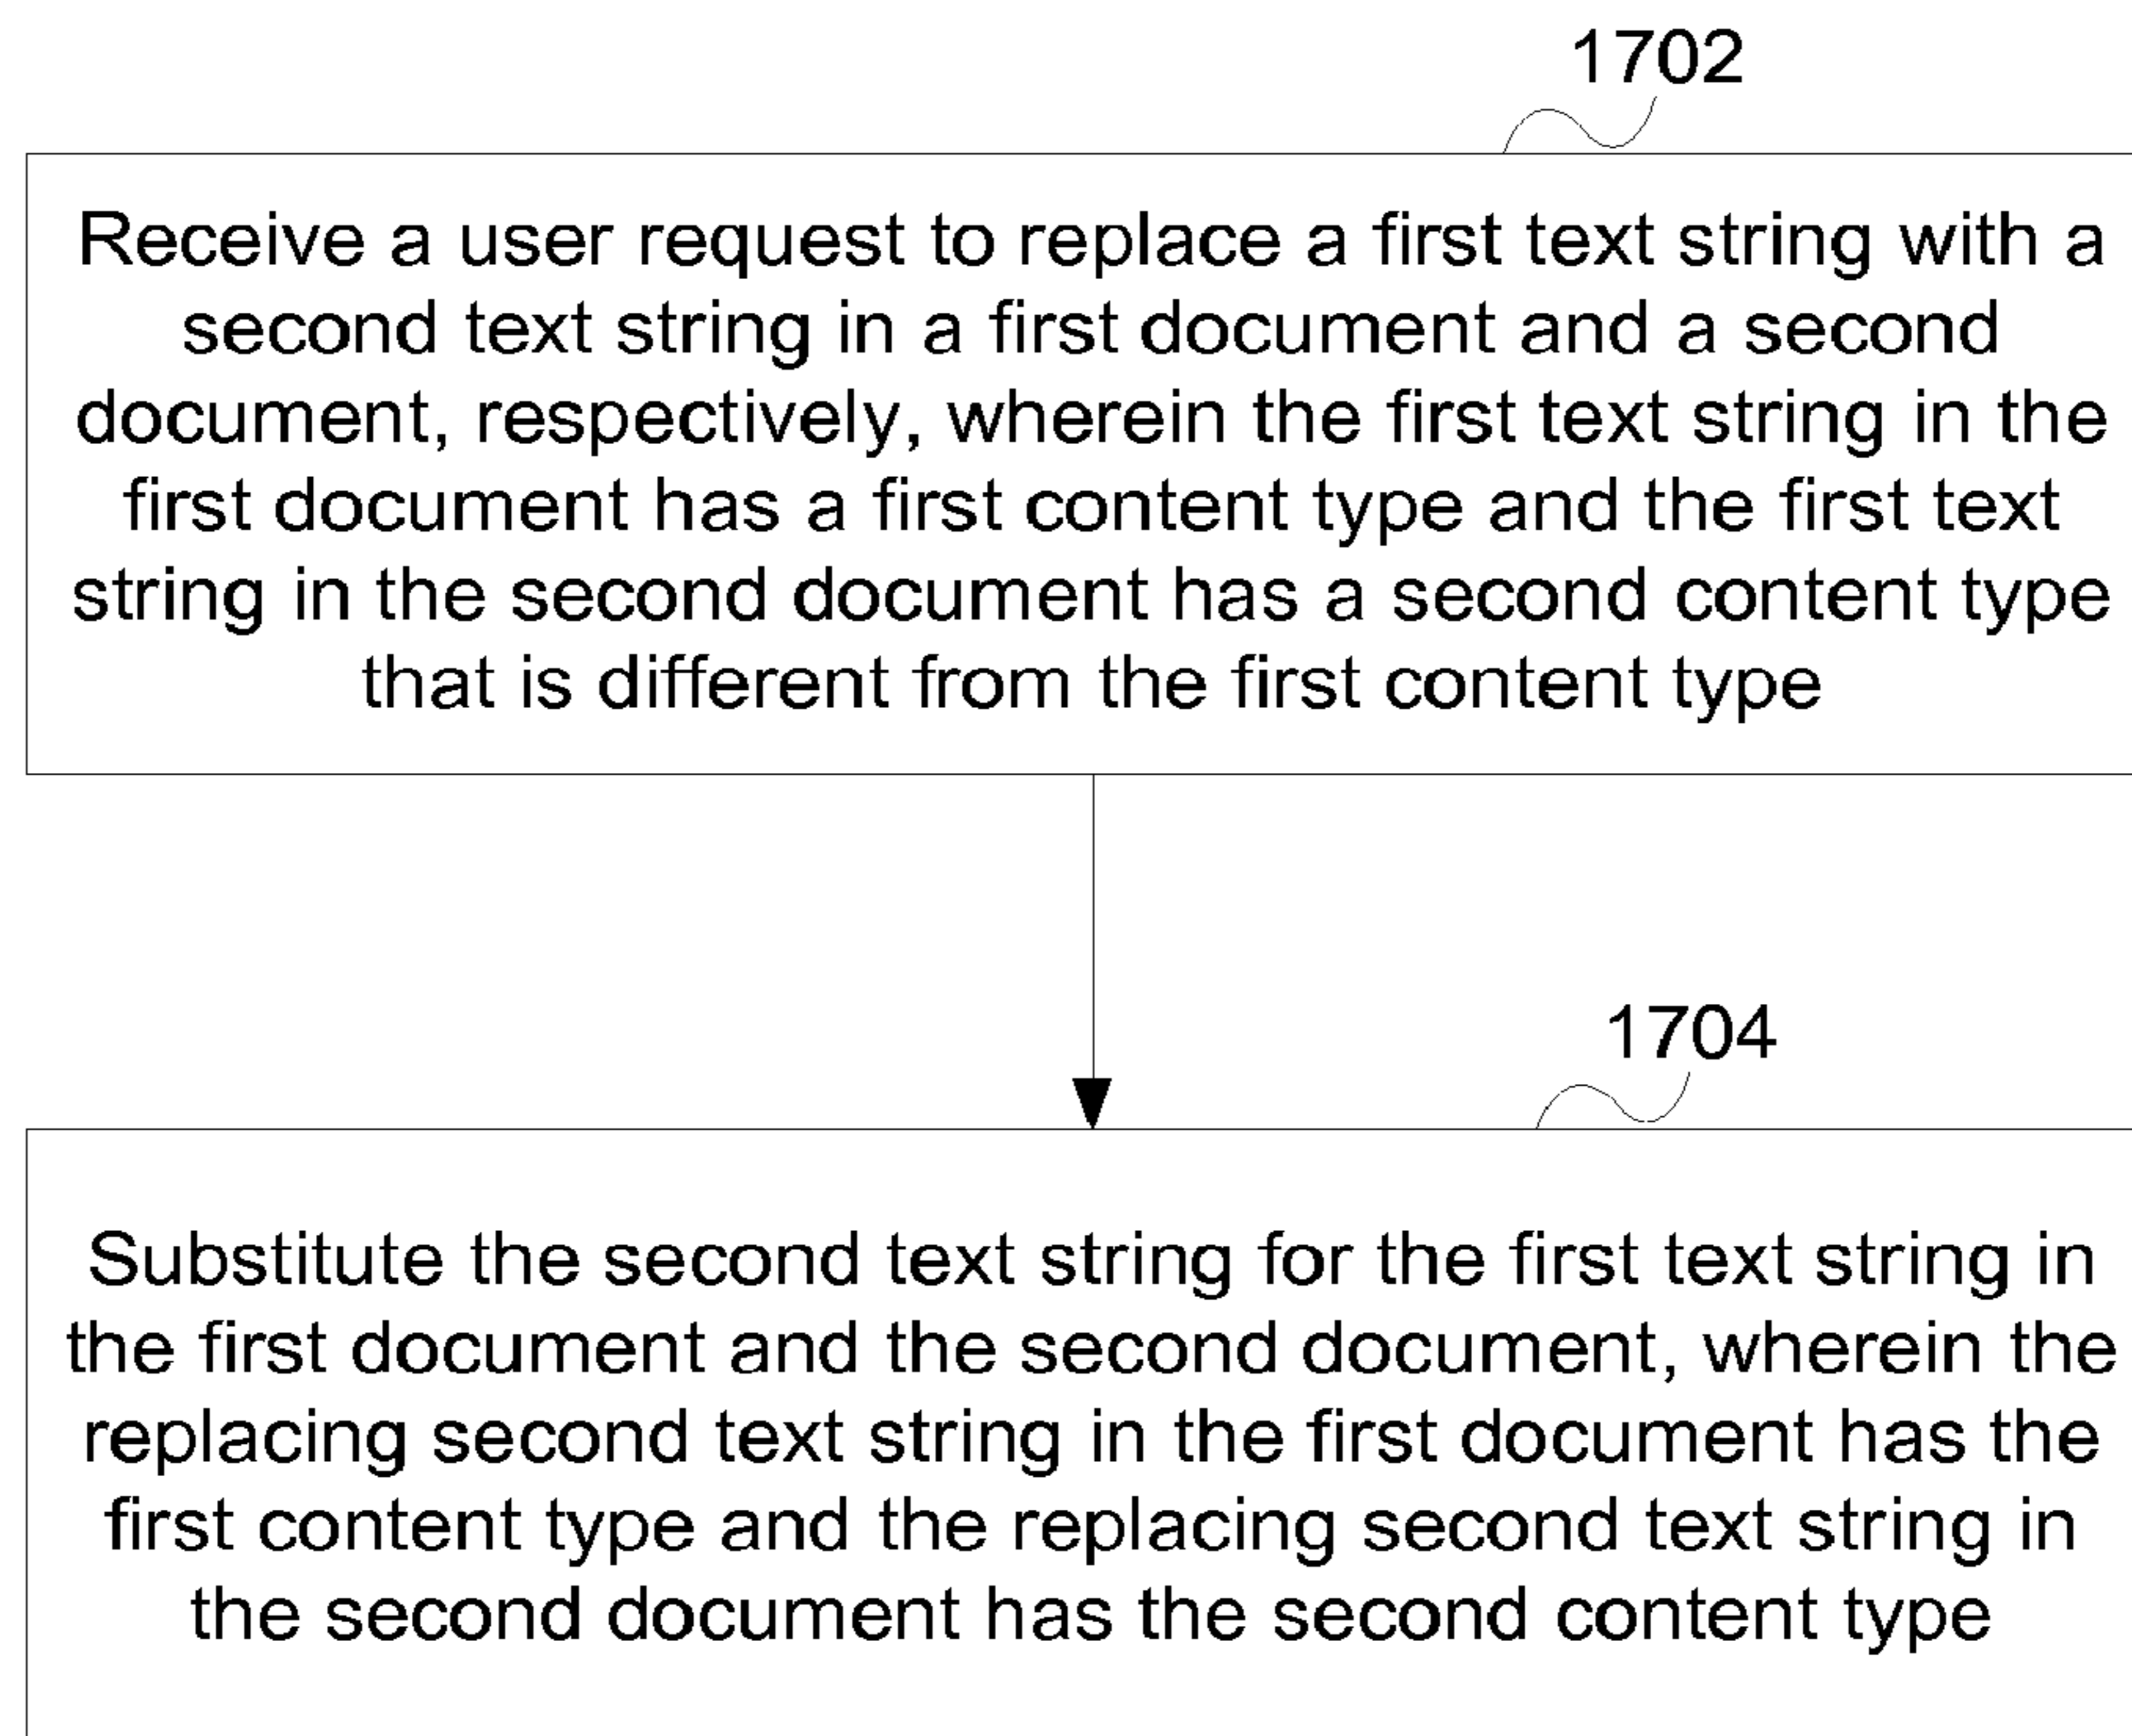 1702
Receive a user request to replace a first text string with a
second text string in a first document and a second
document, respectively, wherein the first text string in the
first document has a first content type and the first text
string in the second document has a second content type
that is different from the first content type
1704
Substitute the second text string for the first text string in
the first document and the second document, wherein the
replacing second text string in the first document has the
first content type and the replacing second text string in
the second document has the second content type